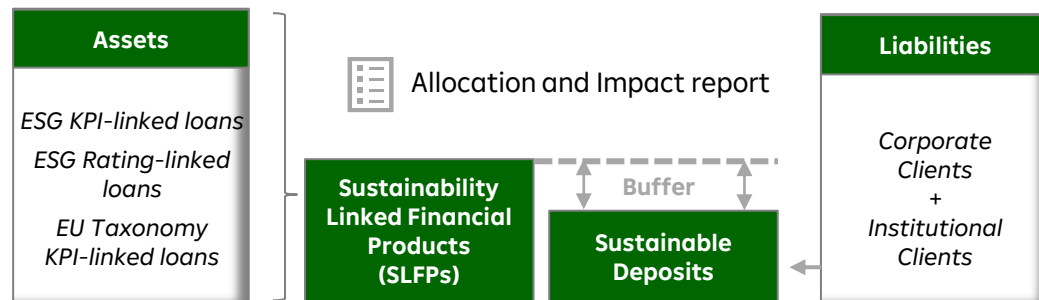 Assets
ESG KPI-linked loans
ESG Rating-linked
loans
EU Taxonomy
KPI-linked loans
Allocation and Impact report
Sustainability
Linked Financial
Products
(SLFPs)
Buffer
Sustainable
Deposits
Liabilities
Corporate
Clients
+
Institutional
Clients